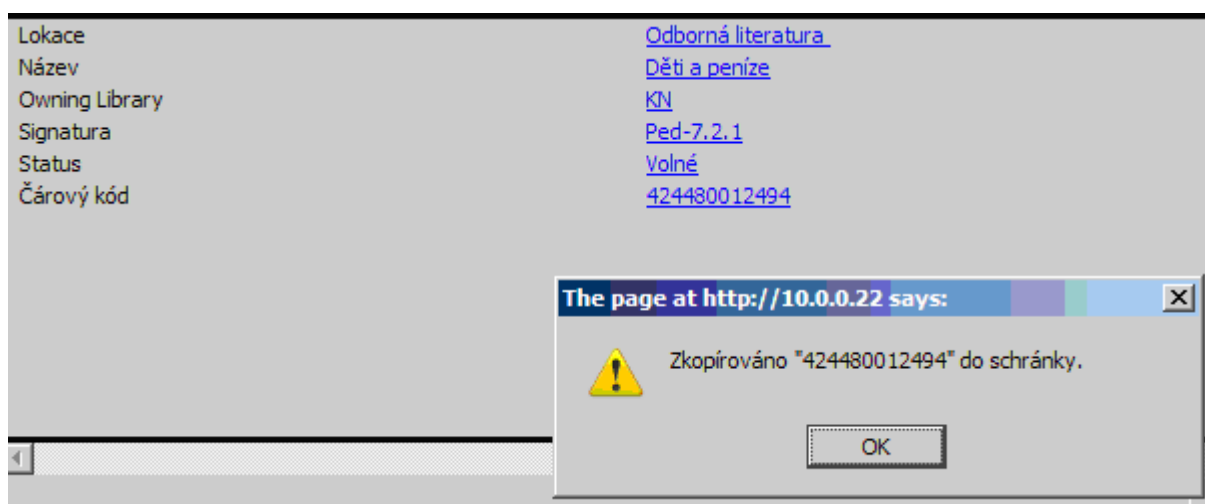 Lokace Odborná literatura
Název Děti a peníze
Owning Library KN
Signatura Ped-7.2.1
Status Volné
Čárový kód 424480012494
The page at http://10.0.0.22 says:
Zkopírováno "424480012494" do schránky.
OK